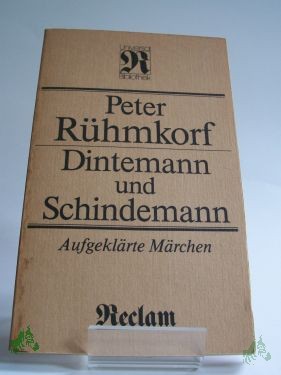 Universal
R
Bibliothek
Peter
Rühmkorf
Dintemann
und
Schindemann
Aufgeklärte Märchen
Reclam